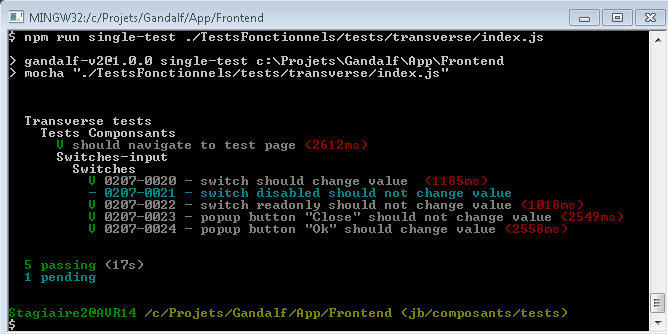 MINGW32:/c/Projets/Gandalf/App/Frontend
$ npm run single-test ./TestsFonctionnels/tests/transverse/index.js
> gandalf-v2@1.0.0 single-test c:\Projets\Gandalf\App\Frontend
> mocha "./TestsFonctionnels/tests/transverse/index.js"
Transverse tests
Tests Componsants
V should navigate to test page (2612ms)
Switches-input
Switches
V 0207-0020 - switch should change value (1185ms)
- 0207-0021 - switch disabled should not change value
V 0207-0022 - switch readonly should not change value (1018ms)
V 0207-0023 - popup button "Close" should not change value (2549ms)
V 0207-0024 - popup button "Ok" should change value (2558ms)
5 passing (17s)
1 pending
Stagiaire2@AVR14 /c/Projets/Gandalf/App/Frontend (jb/composants/tests)
$